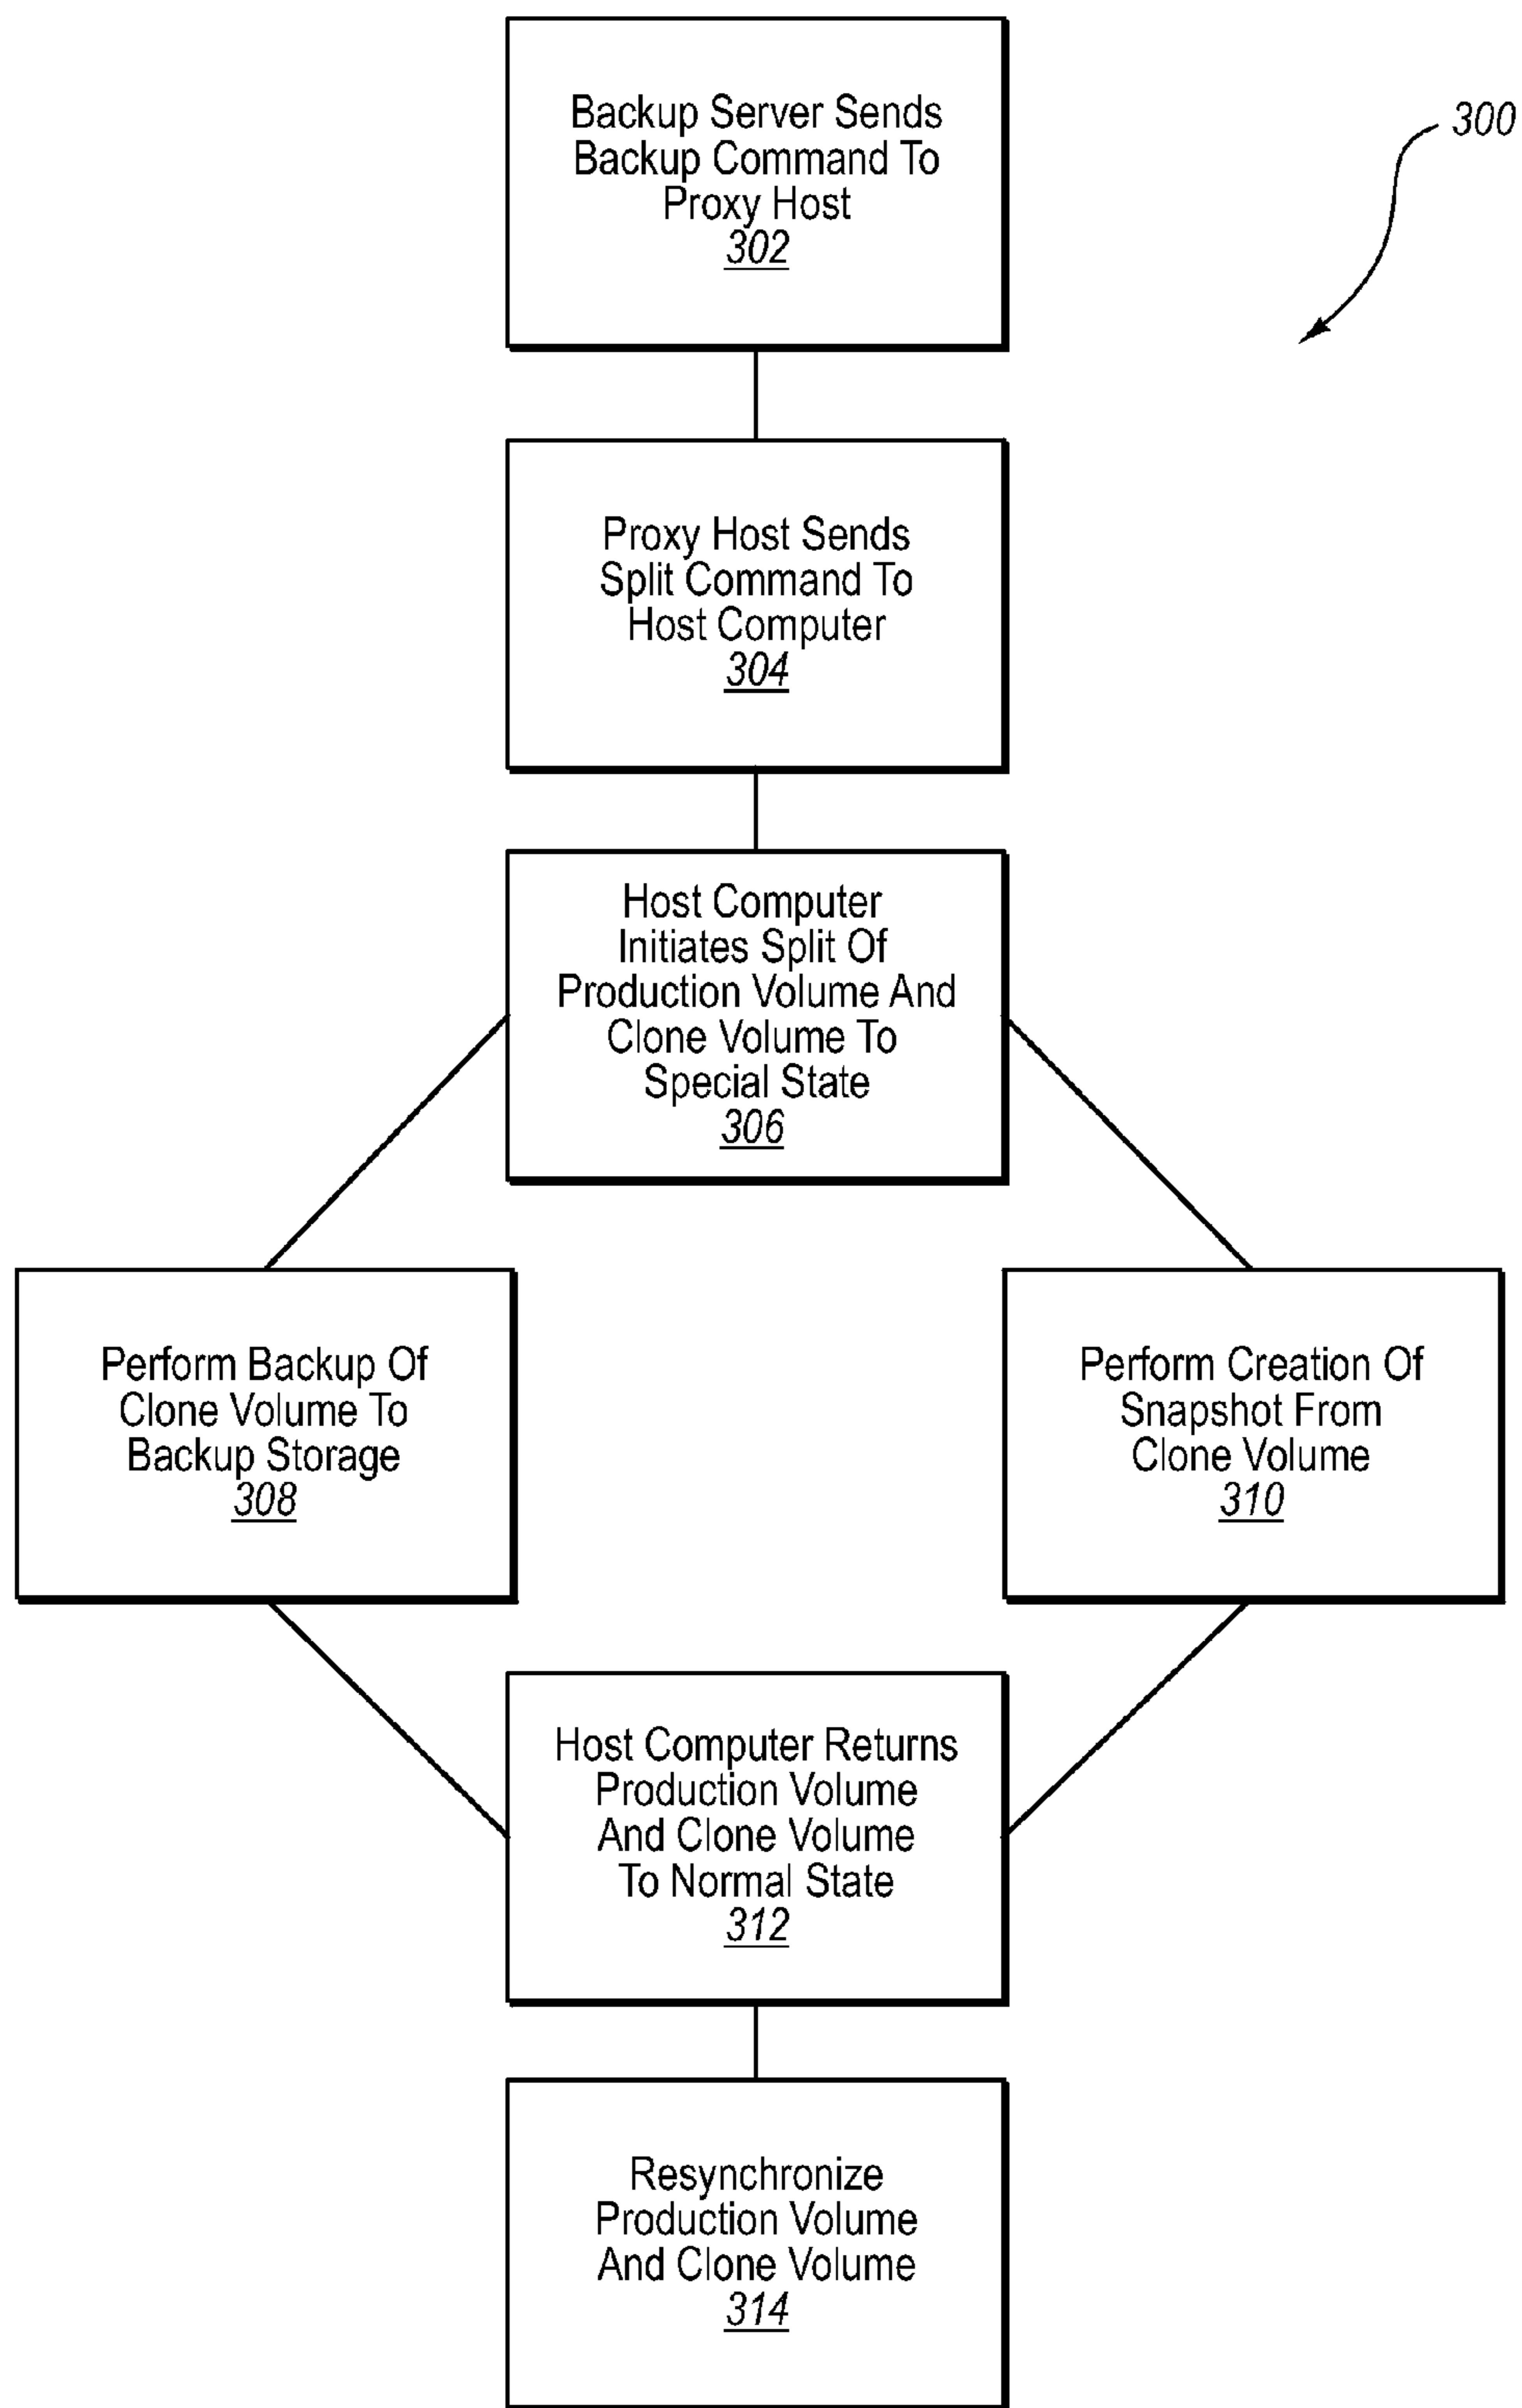 Backup Server Sends
Backup Command To
Proxy Host
302
300
Proxy Host Sends
Split Command To
Host Computer
304
Host Computer
Initiates Split Of
Production Volume And
Clone Volume To
Special State
306
Perform Backup Of
Clone Volume To
Backup Storage
308
Perform Creation Of
Snapshot From
Clone Volume
310
Host Computer Returns
Production Volume
And Clone Volume
To Normal State
312
Resynchronize
Production Volume
And Clone Volume
314